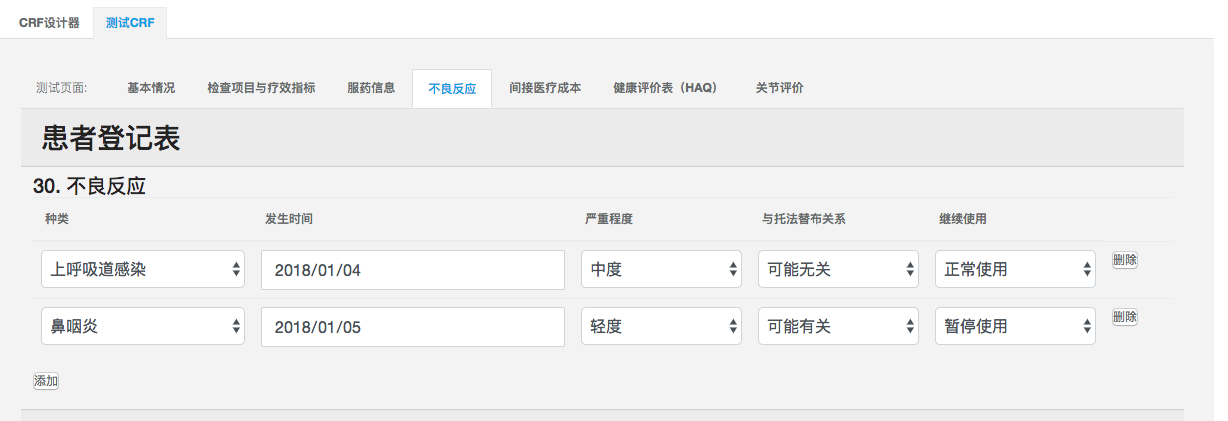 CRF设计器 测试CRF
测试页面: 基本情况 检查项目与疗效指标 服药信息 不良反应 间接医疗成本 健康评价表（HAQ） 关节评价
患者登记表
30. 不良反应
种类 发生时间 严重程度 与托法替布关系 继续使用
上呼吸道感染 2018/01/04 中度 可能无关 正常使用 删除
鼻咽炎 2018/01/05 轻度 可能有关 暂停使用 删除
添加